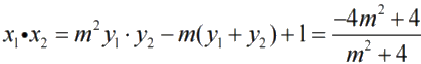 x₁•x₂ = m²y₁·y₂ − m(y₁ + y₂) + 1 = (−4m² + 4)/(m² + 4)